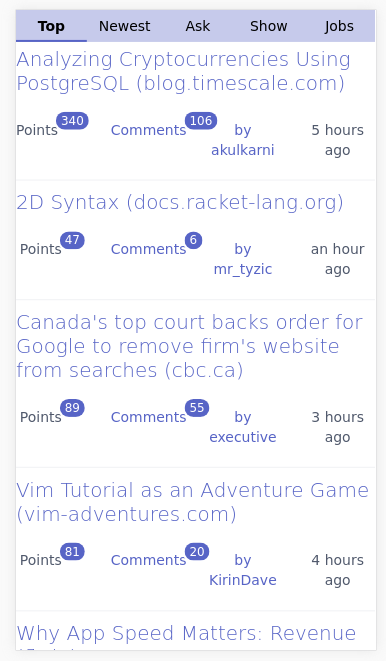 Top Newest Ask Show Jobs
Analyzing Cryptocurrencies Using
PostgreSQL (blog.timescale.com)
Points 340 Comments 106 by 5 hours
akulkarni ago
2D Syntax (docs.racket-lang.org)
Points 47 Comments 6 by an hour
mr_tyzic ago
Canada's top court backs order for
Google to remove firm's website
from searches (cbc.ca)
Points 89 Comments 55 by 3 hours
executive ago
Vim Tutorial as an Adventure Game
(vim-adventures.com)
Points 81 Comments 20 by 4 hours
KirinDave ago
Why App Speed Matters: Revenue